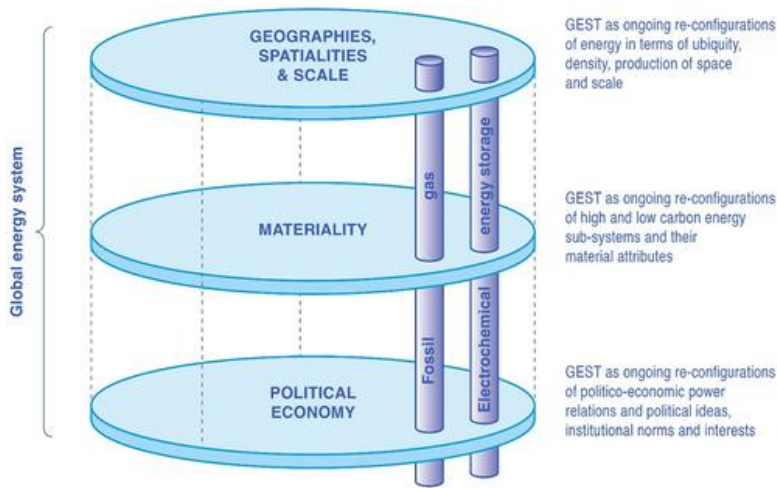 GEOGRAPHIES,
SPATIALITIES
& SCALE
GEST as ongoing re-configurations
of energy in terms of ubiquity,
density, production of space
and scale
Global energy system
gas
energy storage
MATERIALITY
GEST as ongoing re-configurations
of high and low carbon energy
sub-systems and their
material attributes
Fossil
Electrochemical
POLITICAL
ECONOMY
GEST as ongoing re-configurations
of politico-economic power
relations and political ideas,
institutional norms and interests